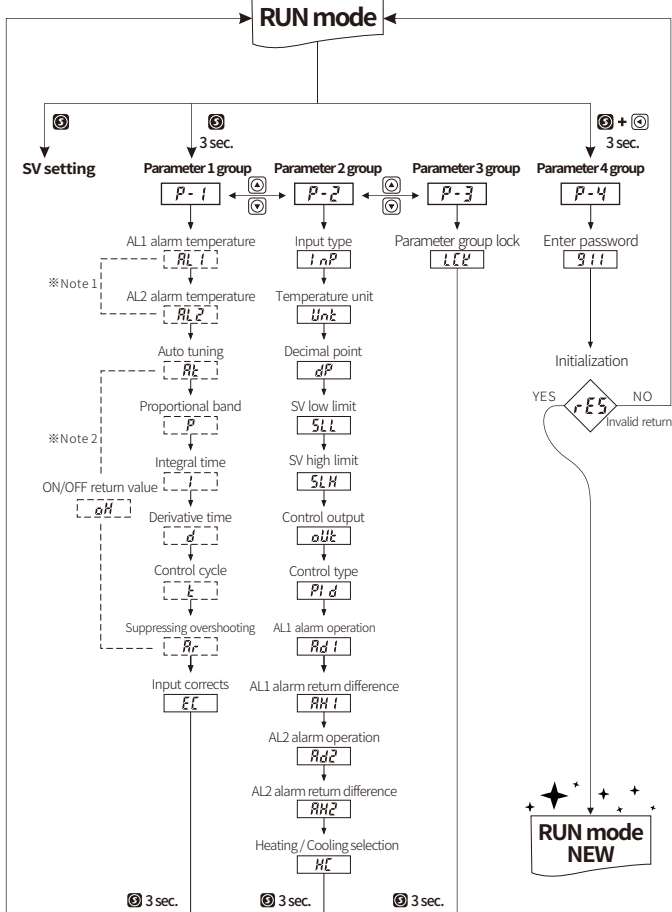 RUN mode
S
S
S + ◀
3 sec.
3 sec.
SV setting
Parameter 1 group
Parameter 2 group
Parameter 3 group
Parameter 4 group
P-1
P-2
P-3
P-4
AL1 alarm temperature
Input type
Parameter group lock
Enter password
AL1
InP
LCK
911
※Note 1
AL2 alarm temperature
Temperature unit
AL2
Unt
Auto tuning
Decimal point
Initialization
At
dP
YES
NO
Proportional band
SV low limit
rES
Invalid return
P
SLL
※Note 2
Integral time
SV high limit
I
SLH
ON/OFF return value
oH
Derivative time
Control output
d
oUt
Control cycle
Control type
t
PId
Suppressing overshooting
AL1 alarm operation
Ar
Ad1
Input corrects
AL1 alarm return difference
EC
AH1
AL2 alarm operation
Ad2
AL2 alarm return difference
AH2
Heating / Cooling selection
HC
RUN mode
NEW
S 3 sec.
S 3 sec.
S 3 sec.